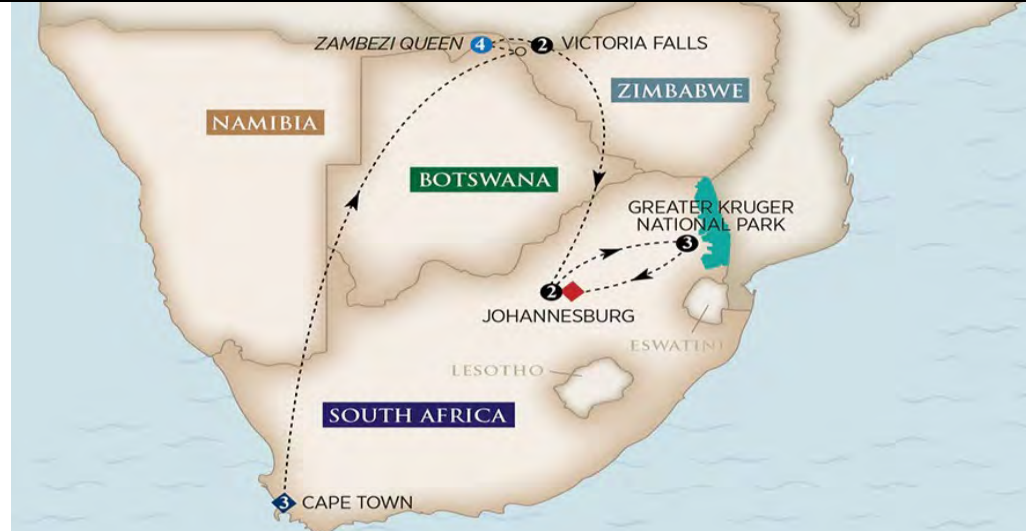 ZAMBEZI QUEEN 4 2 VICTORIA FALLS
ZIMBABWE
NAMIBIA
BOTSWANA
GREATER KRUGER
NATIONAL PARK
3
2
JOHANNESBURG
ESWATINI
LESOTHO
SOUTH AFRICA
3 CAPE TOWN